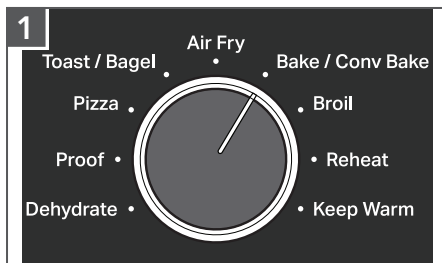 1
Air Fry
Toast / Bagel
Bake / Conv Bake
Pizza
Broil
Proof
Reheat
Dehydrate
Keep Warm